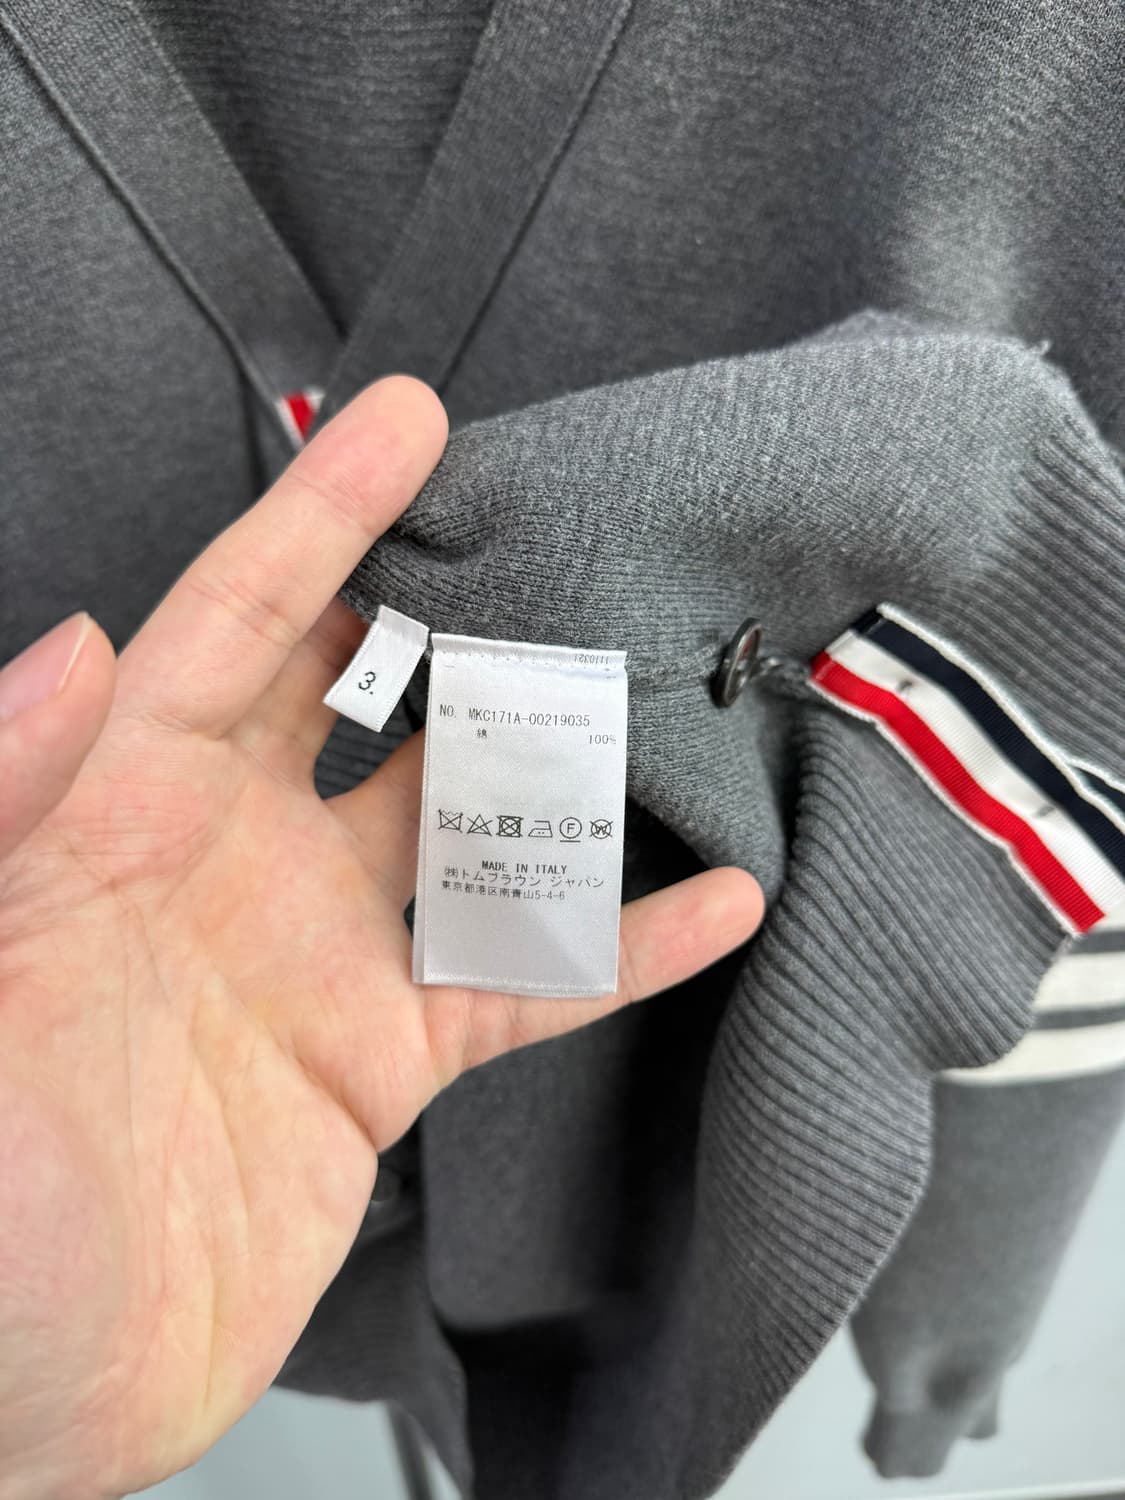 3.
1110321
NO. MKC171A-00219035
綿 100%
F
W
MADE IN ITALY
(株)トムブラウン ジャパン
東京都港区南青山5-4-6